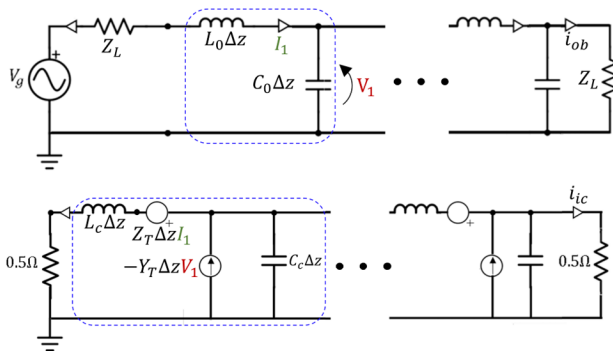 V_g
+
Z_L
L_0Δz
I_1
C_0Δz
V_1
i_ob
Z_L
0.5Ω
L_cΔz
Z_TΔzI_1
+
-Y_TΔzV_1
C_cΔz
+
i_ic
0.5Ω